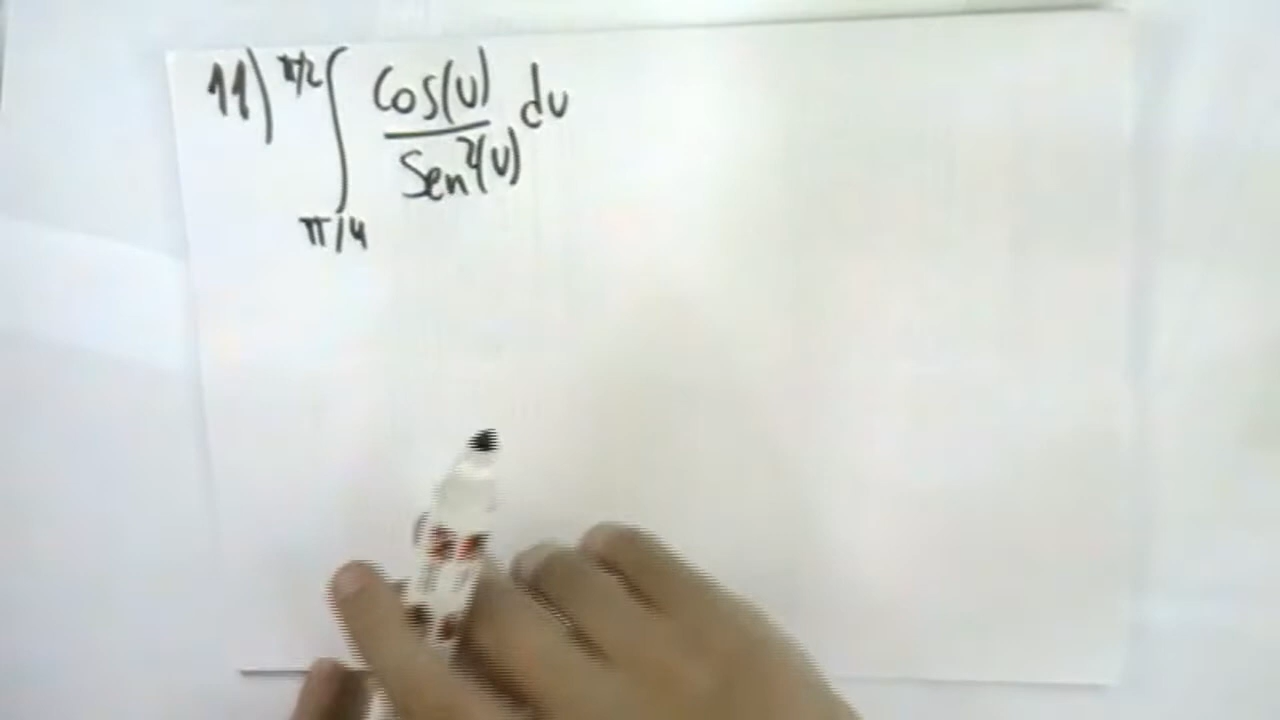 11) π/2 ∫ Cos(u) du
Sen²(u)
π/4